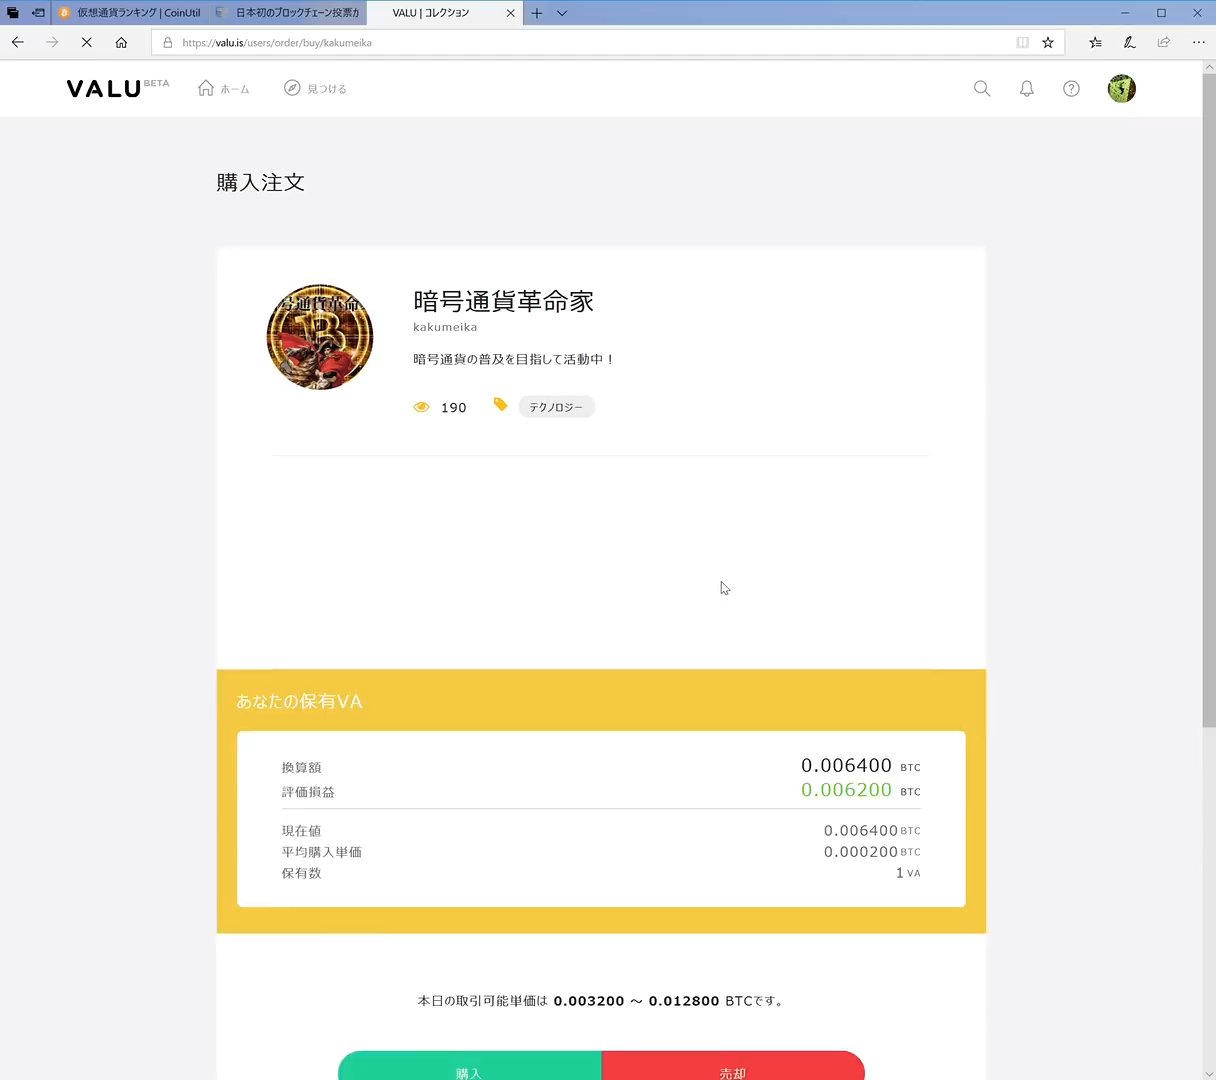 仮想通貨ランキング | CoinUtil
日本初のブロックチェーン投票が
VALU | コレクション
https://valu.is/users/order/buy/kakumeika
VALU BETA
ホーム
見つける
購入注文
号通貨革命
暗号通貨革命家
kakumeika
暗号通貨の普及を目指して活動中！
190
テクノロジー
あなたの保有VA
換算額 0.006400 BTC
評価損益 0.006200 BTC
現在値 0.006400 BTC
平均購入単価 0.000200 BTC
保有数 1 VA
本日の取引可能単価は 0.003200 ～ 0.012800 BTCです。
購入 売却